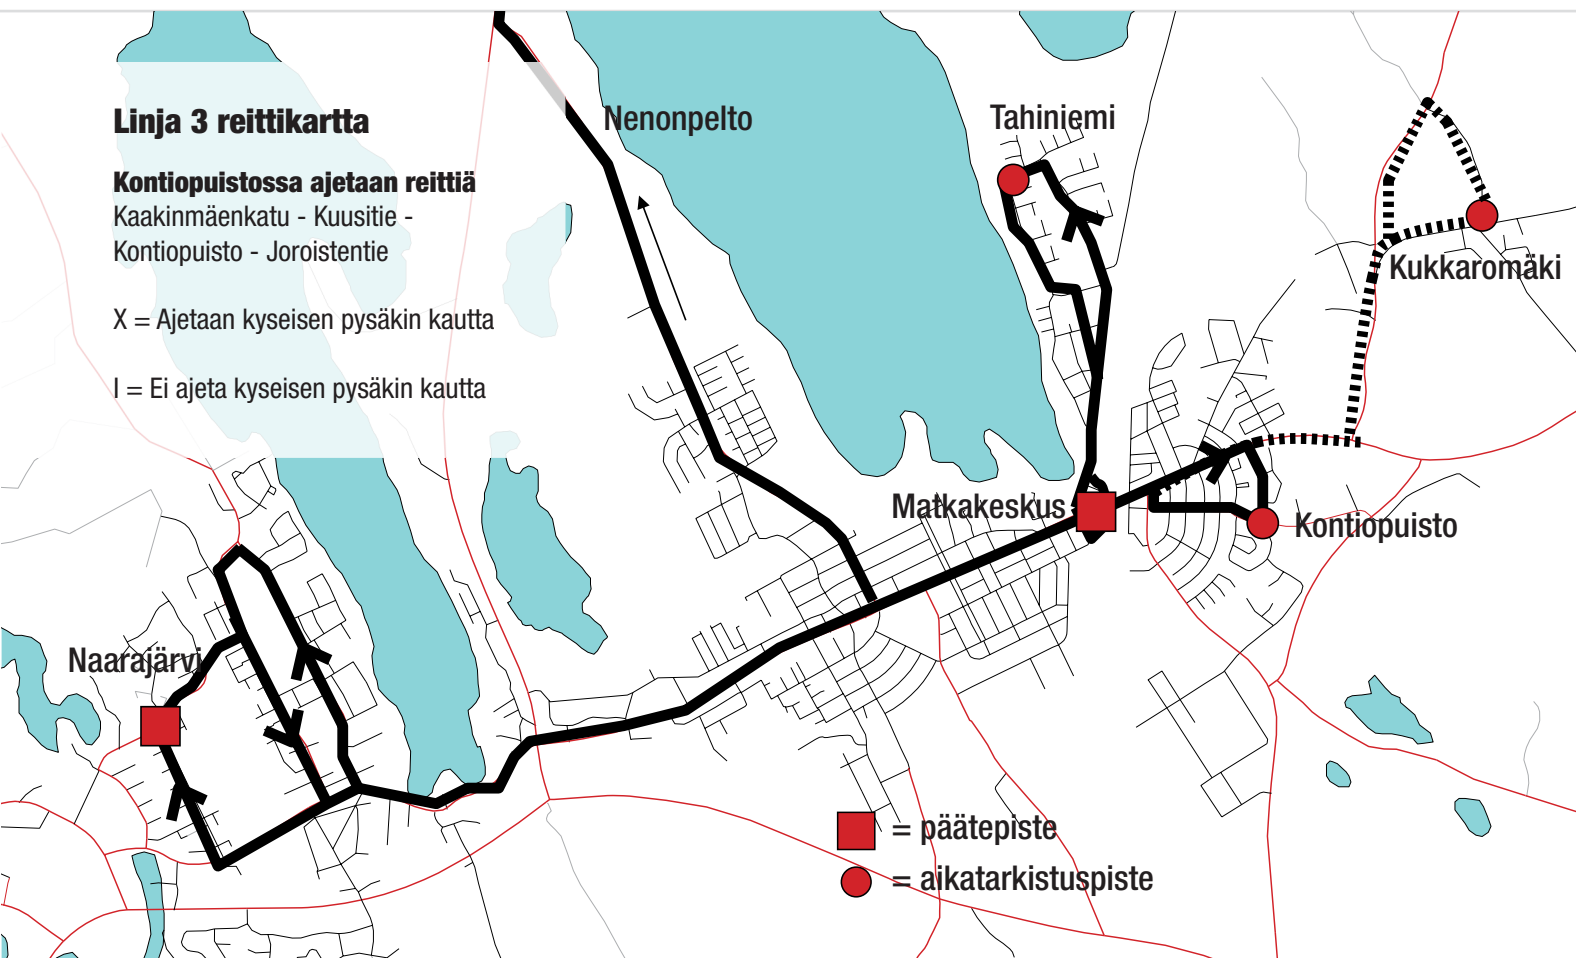 Linja 3 reittikartta
Kontiopuistossa ajetaan reittiä
Kaakinmäenkatu - Kuusitie -
Kontiopuisto - Joroistentie
X = Ajetaan kyseisen pysäkin kautta
I = Ei ajeta kyseisen pysäkin kautta
Nenonpelto
Tahiniemi
Kukkaromäki
Matkakeskus
Kontiopuisto
Naarajärvi
= päätepiste
= aikatarkistuspiste